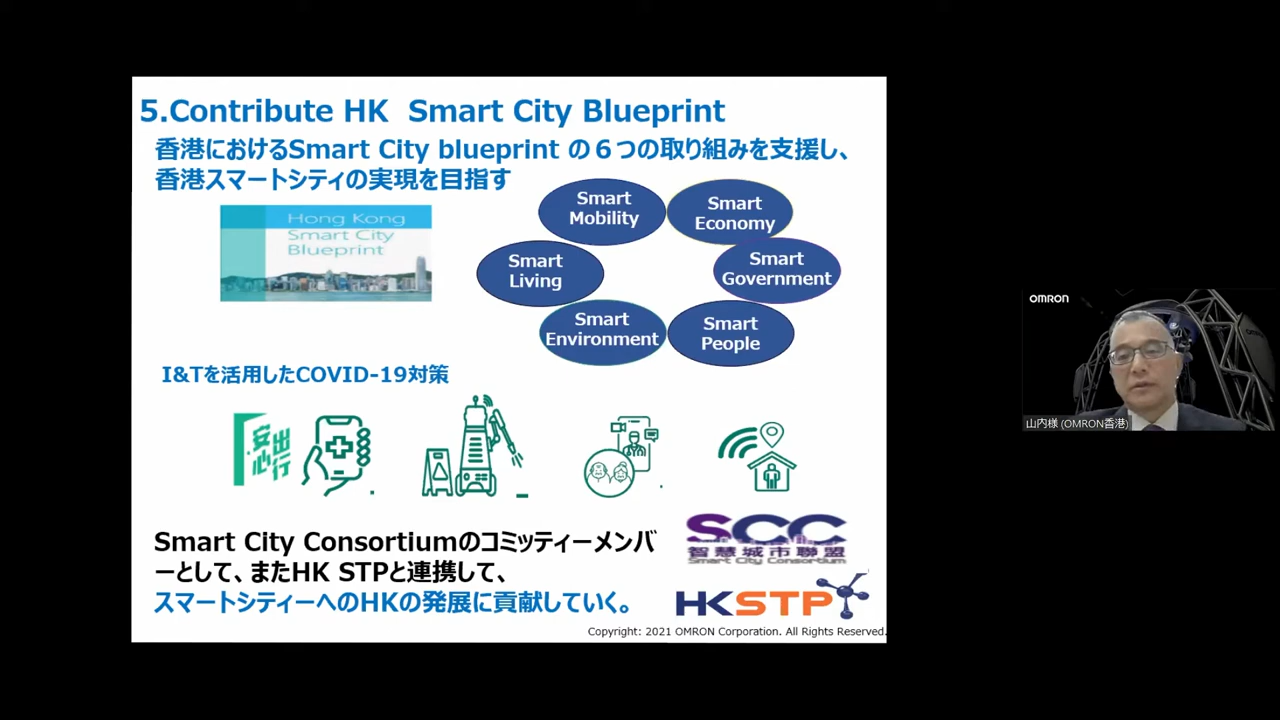 5.Contribute HK Smart City Blueprint
香港におけるSmart City blueprint の６つの取り組みを支援し、
香港スマートシティの実現を目指す
Hong Kong
Smart City
Blueprint
Smart
Mobility
Smart
Economy
Smart
Living
Smart
Government
Smart
Environment
Smart
People
I&Tを活用したCOVID-19対策
安心出行
SCC
智慧城市聯盟
Smart City Consortium
Smart City Consortiumのコミッティーメンバ
ーとして、またHK STPと連携して、
スマートシティーへのHKの発展に貢献していく。
HKSTP
Copyright: 2021 OMRON Corporation. All Rights Reserved.
OMRON
山内様 (OMRON香港)